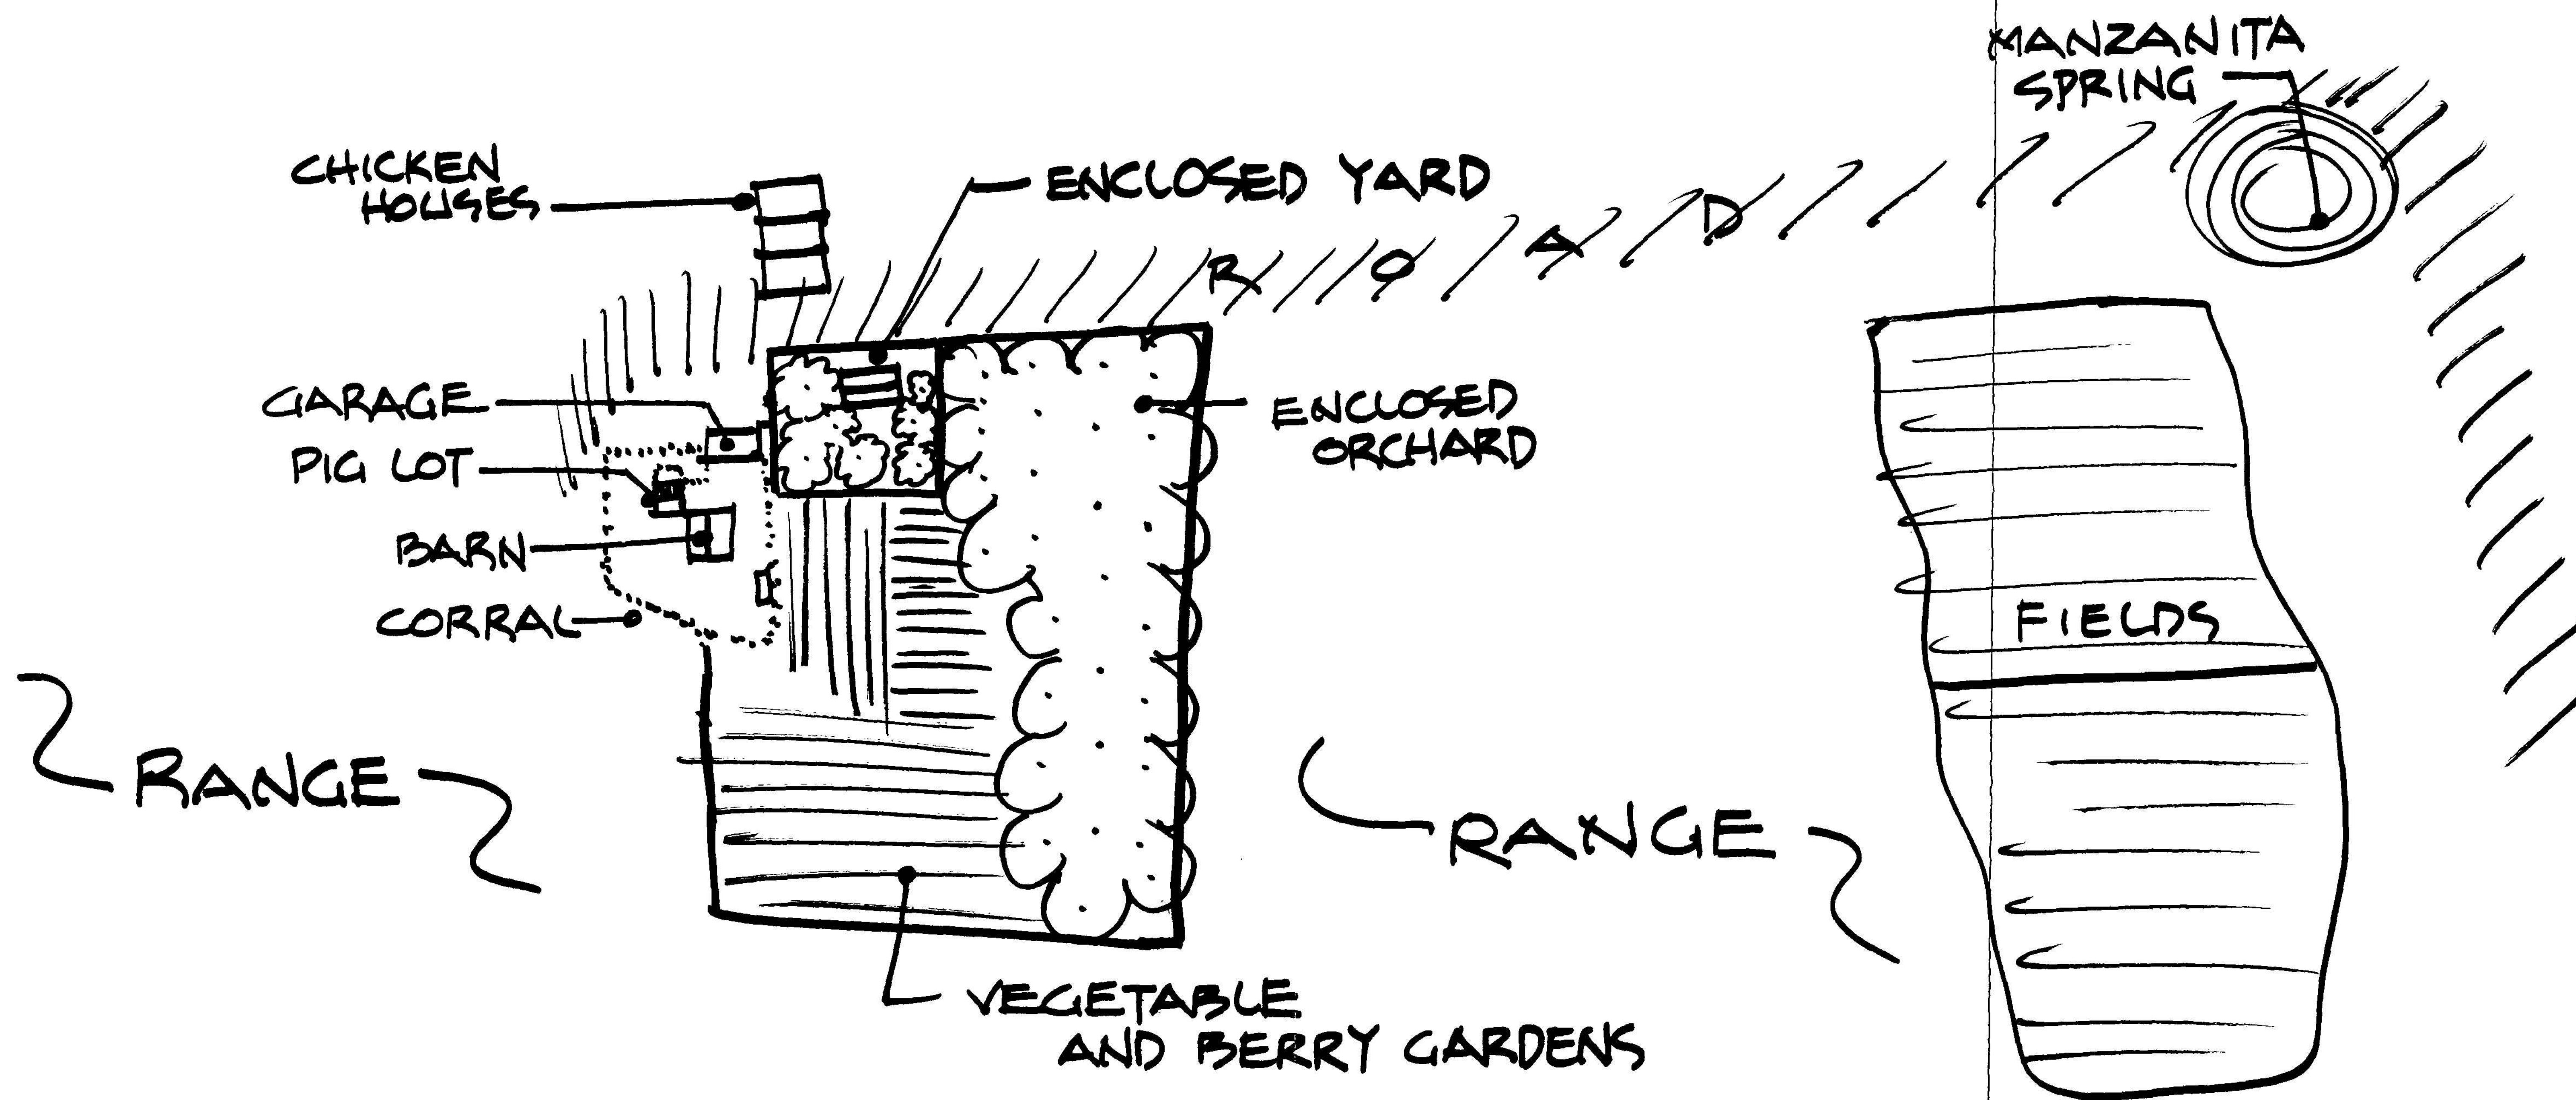 MANZANITA
SPRING
CHICKEN
HOUSES
ENCLOSED YARD
ROAD
GARAGE
ENCLOSED
ORCHARD
PIG LOT
BARN
CORRAL
FIELDS
RANGE
RANGE
VEGETABLE
AND BERRY GARDENS